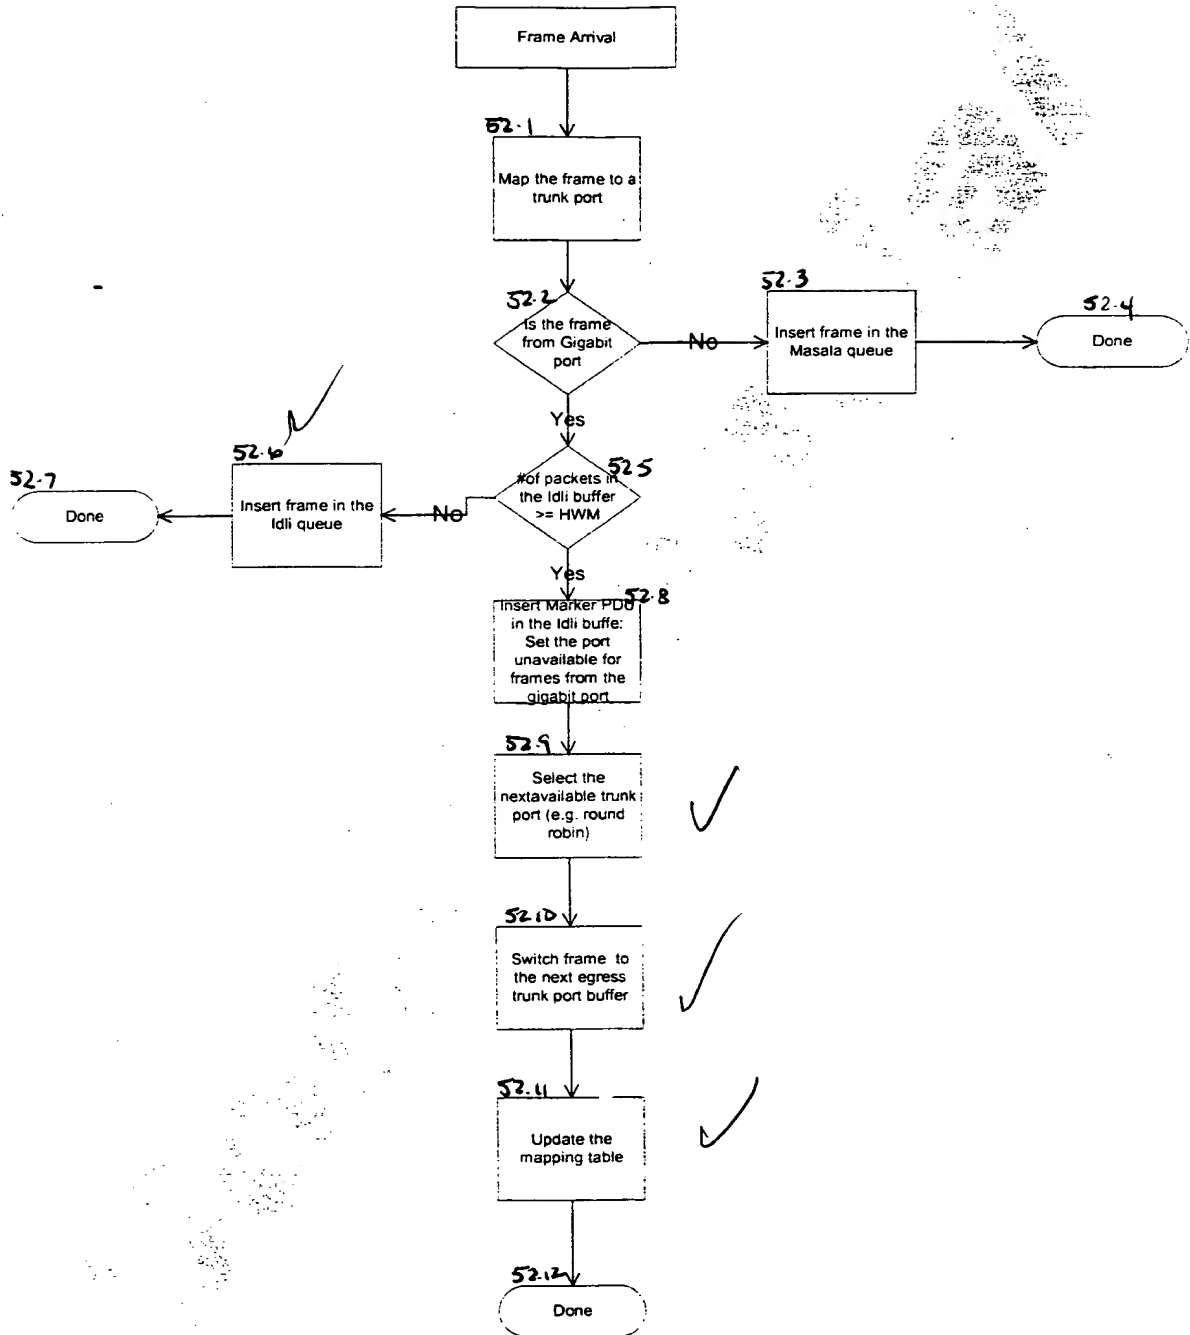 Frame Arrival
52.1
Map the frame to a
trunk port
52.2
Is the frame
from Gigabit
port
No
52.3
Insert frame in the
Masala queue
52.4
Done
Yes
52.5
#of packets in
the Idli buffer
>= HWM
No
52.6
Insert frame in the
Idli queue
52.7
Done
Yes
52.8
Insert Marker PDU
in the Idli buffe:
Set the port
unavailable for
frames from the
gigabit port
52.9
Select the
nextavailable trunk
port (e.g. round
robin)
52.10
Switch frame to
the next egress
trunk port buffer
52.11
Update the
mapping table
52.12
Done